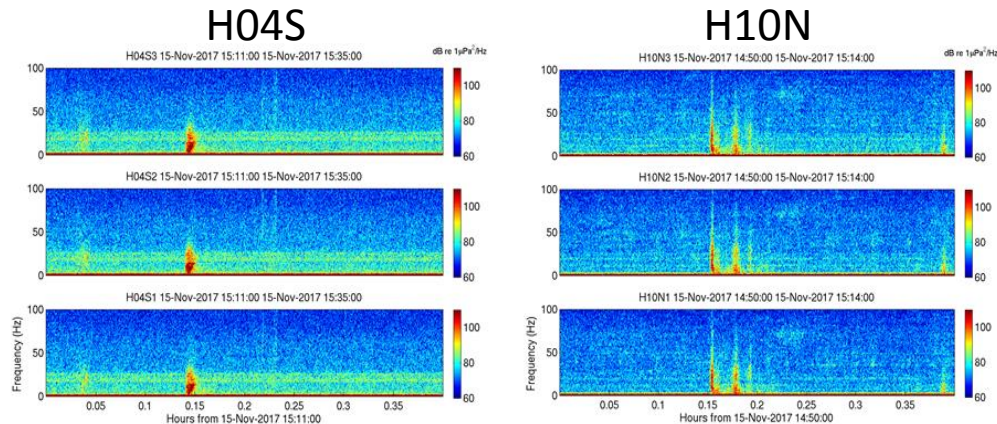 H04S
H04S3 15-Nov-2017 15:11:00 15-Nov-2017 15:35:00
dB re 1µPa²/Hz
100
50
0
100
80
60
H04S2 15-Nov-2017 15:11:00 15-Nov-2017 15:35:00
100
50
0
100
80
60
H04S1 15-Nov-2017 15:11:00 15-Nov-2017 15:35:00
Frequency (Hz)
100
50
0
100
80
60
0.05 0.1 0.15 0.2 0.25 0.3 0.35
Hours from 15-Nov-2017 15:11:00
H10N
H10N3 15-Nov-2017 14:50:00 15-Nov-2017 15:14:00
dB re 1µPa²/Hz
100
50
0
100
80
60
H10N2 15-Nov-2017 14:50:00 15-Nov-2017 15:14:00
100
50
0
100
80
60
H10N1 15-Nov-2017 14:50:00 15-Nov-2017 15:14:00
Frequency (Hz)
100
50
0
100
80
60
0.05 0.1 0.15 0.2 0.25 0.3 0.35
Hours from 15-Nov-2017 14:50:00